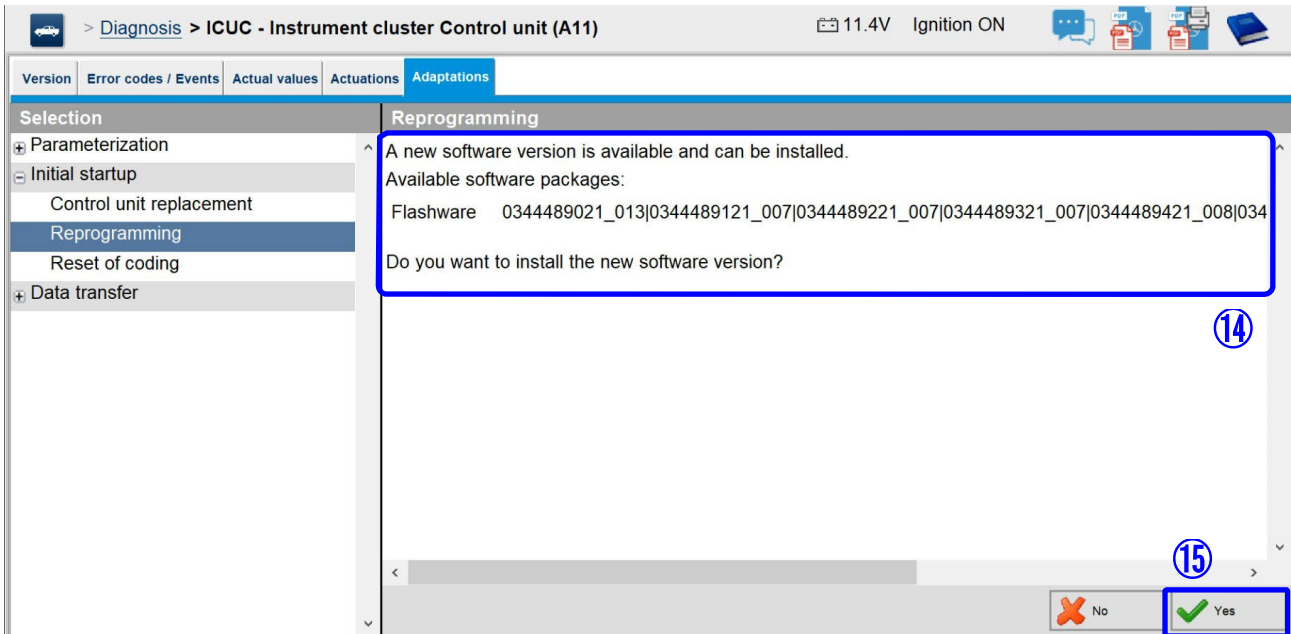 > Diagnosis > ICUC - Instrument cluster Control unit (A11) 11.4V Ignition ON
PDF PDF
Version Error codes / Events Actual values Actuations Adaptations
Selection
Reprogramming
Parameterization
Initial startup
Control unit replacement
Reprogramming
Reset of coding
Data transfer
A new software version is available and can be installed.
Available software packages:
Flashware 0344489021_013|0344489121_007|0344489221_007|0344489321_007|0344489421_008|034
Do you want to install the new software version?
⑭
⑮
No Yes